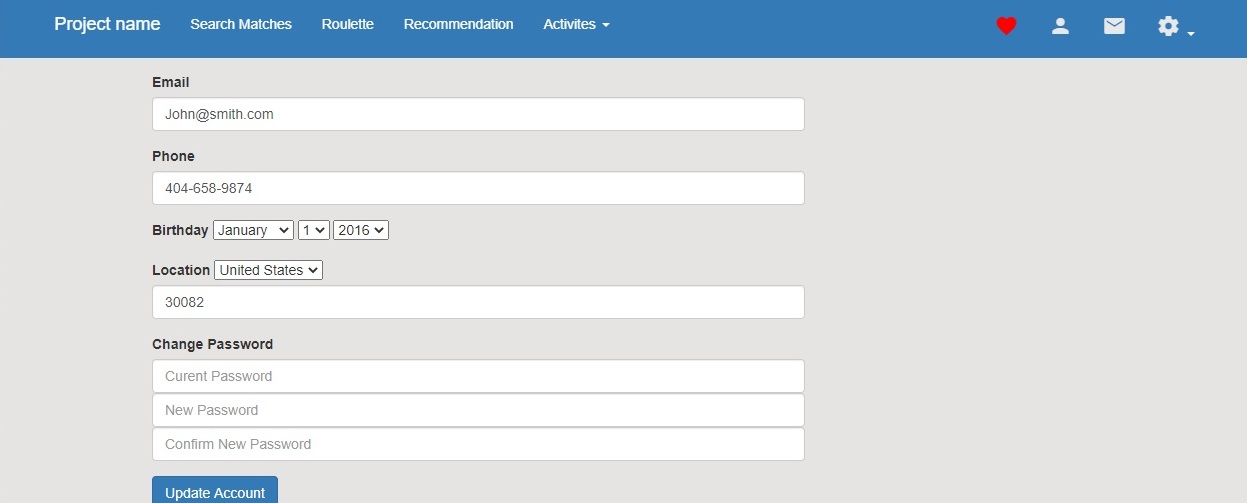 Project name Search Matches Roulette Recommendation Activites
Email
John@smith.com
Phone
404-658-9874
Birthday January 1 2016
Location United States
30082
Change Password
Curent Password
New Password
Confirm New Password
Update Account